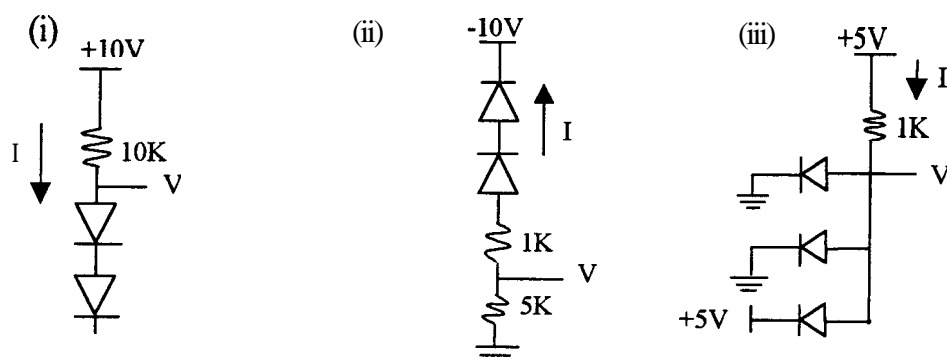 (i)
+10V
I
10K
V
(ii)
-10V
I
1K
V
5K
(iii)
+5V
I
1K
V
+5V